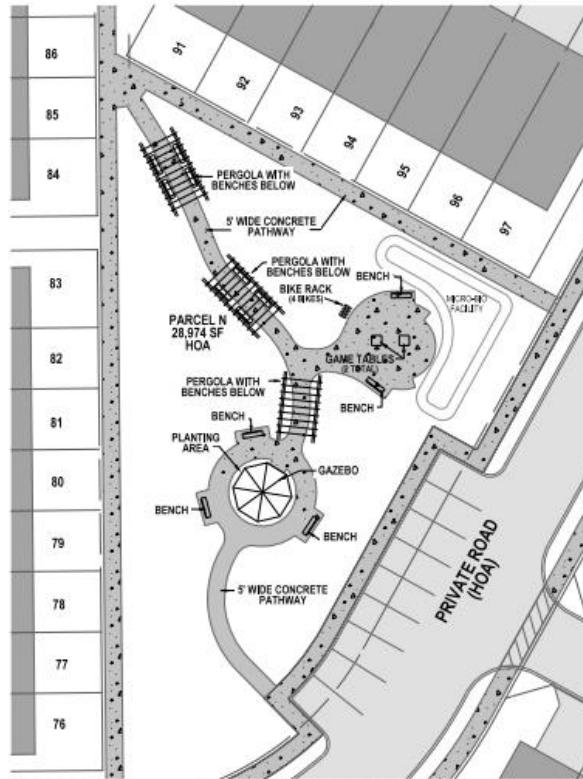 86
85
84
83
82
81
80
79
78
77
76
91
92
93
94
95
96
97
PERGOLA WITH
BENCHES BELOW
5' WIDE CONCRETE
PATHWAY
PERGOLA WITH
BENCHES BELOW
BENCH
BIKE RACK
(4 BIKES)
MICRO-BIO
FACILITY
PARCEL N
28,974 SF
HOA
GAME TABLES
(2 TOTAL)
PERGOLA WITH
BENCHES BELOW
BENCH
BENCH
PLANTING
AREA
GAZEBO
BENCH
BENCH
5' WIDE CONCRETE
PATHWAY
PRIVATE ROAD
(HOA)